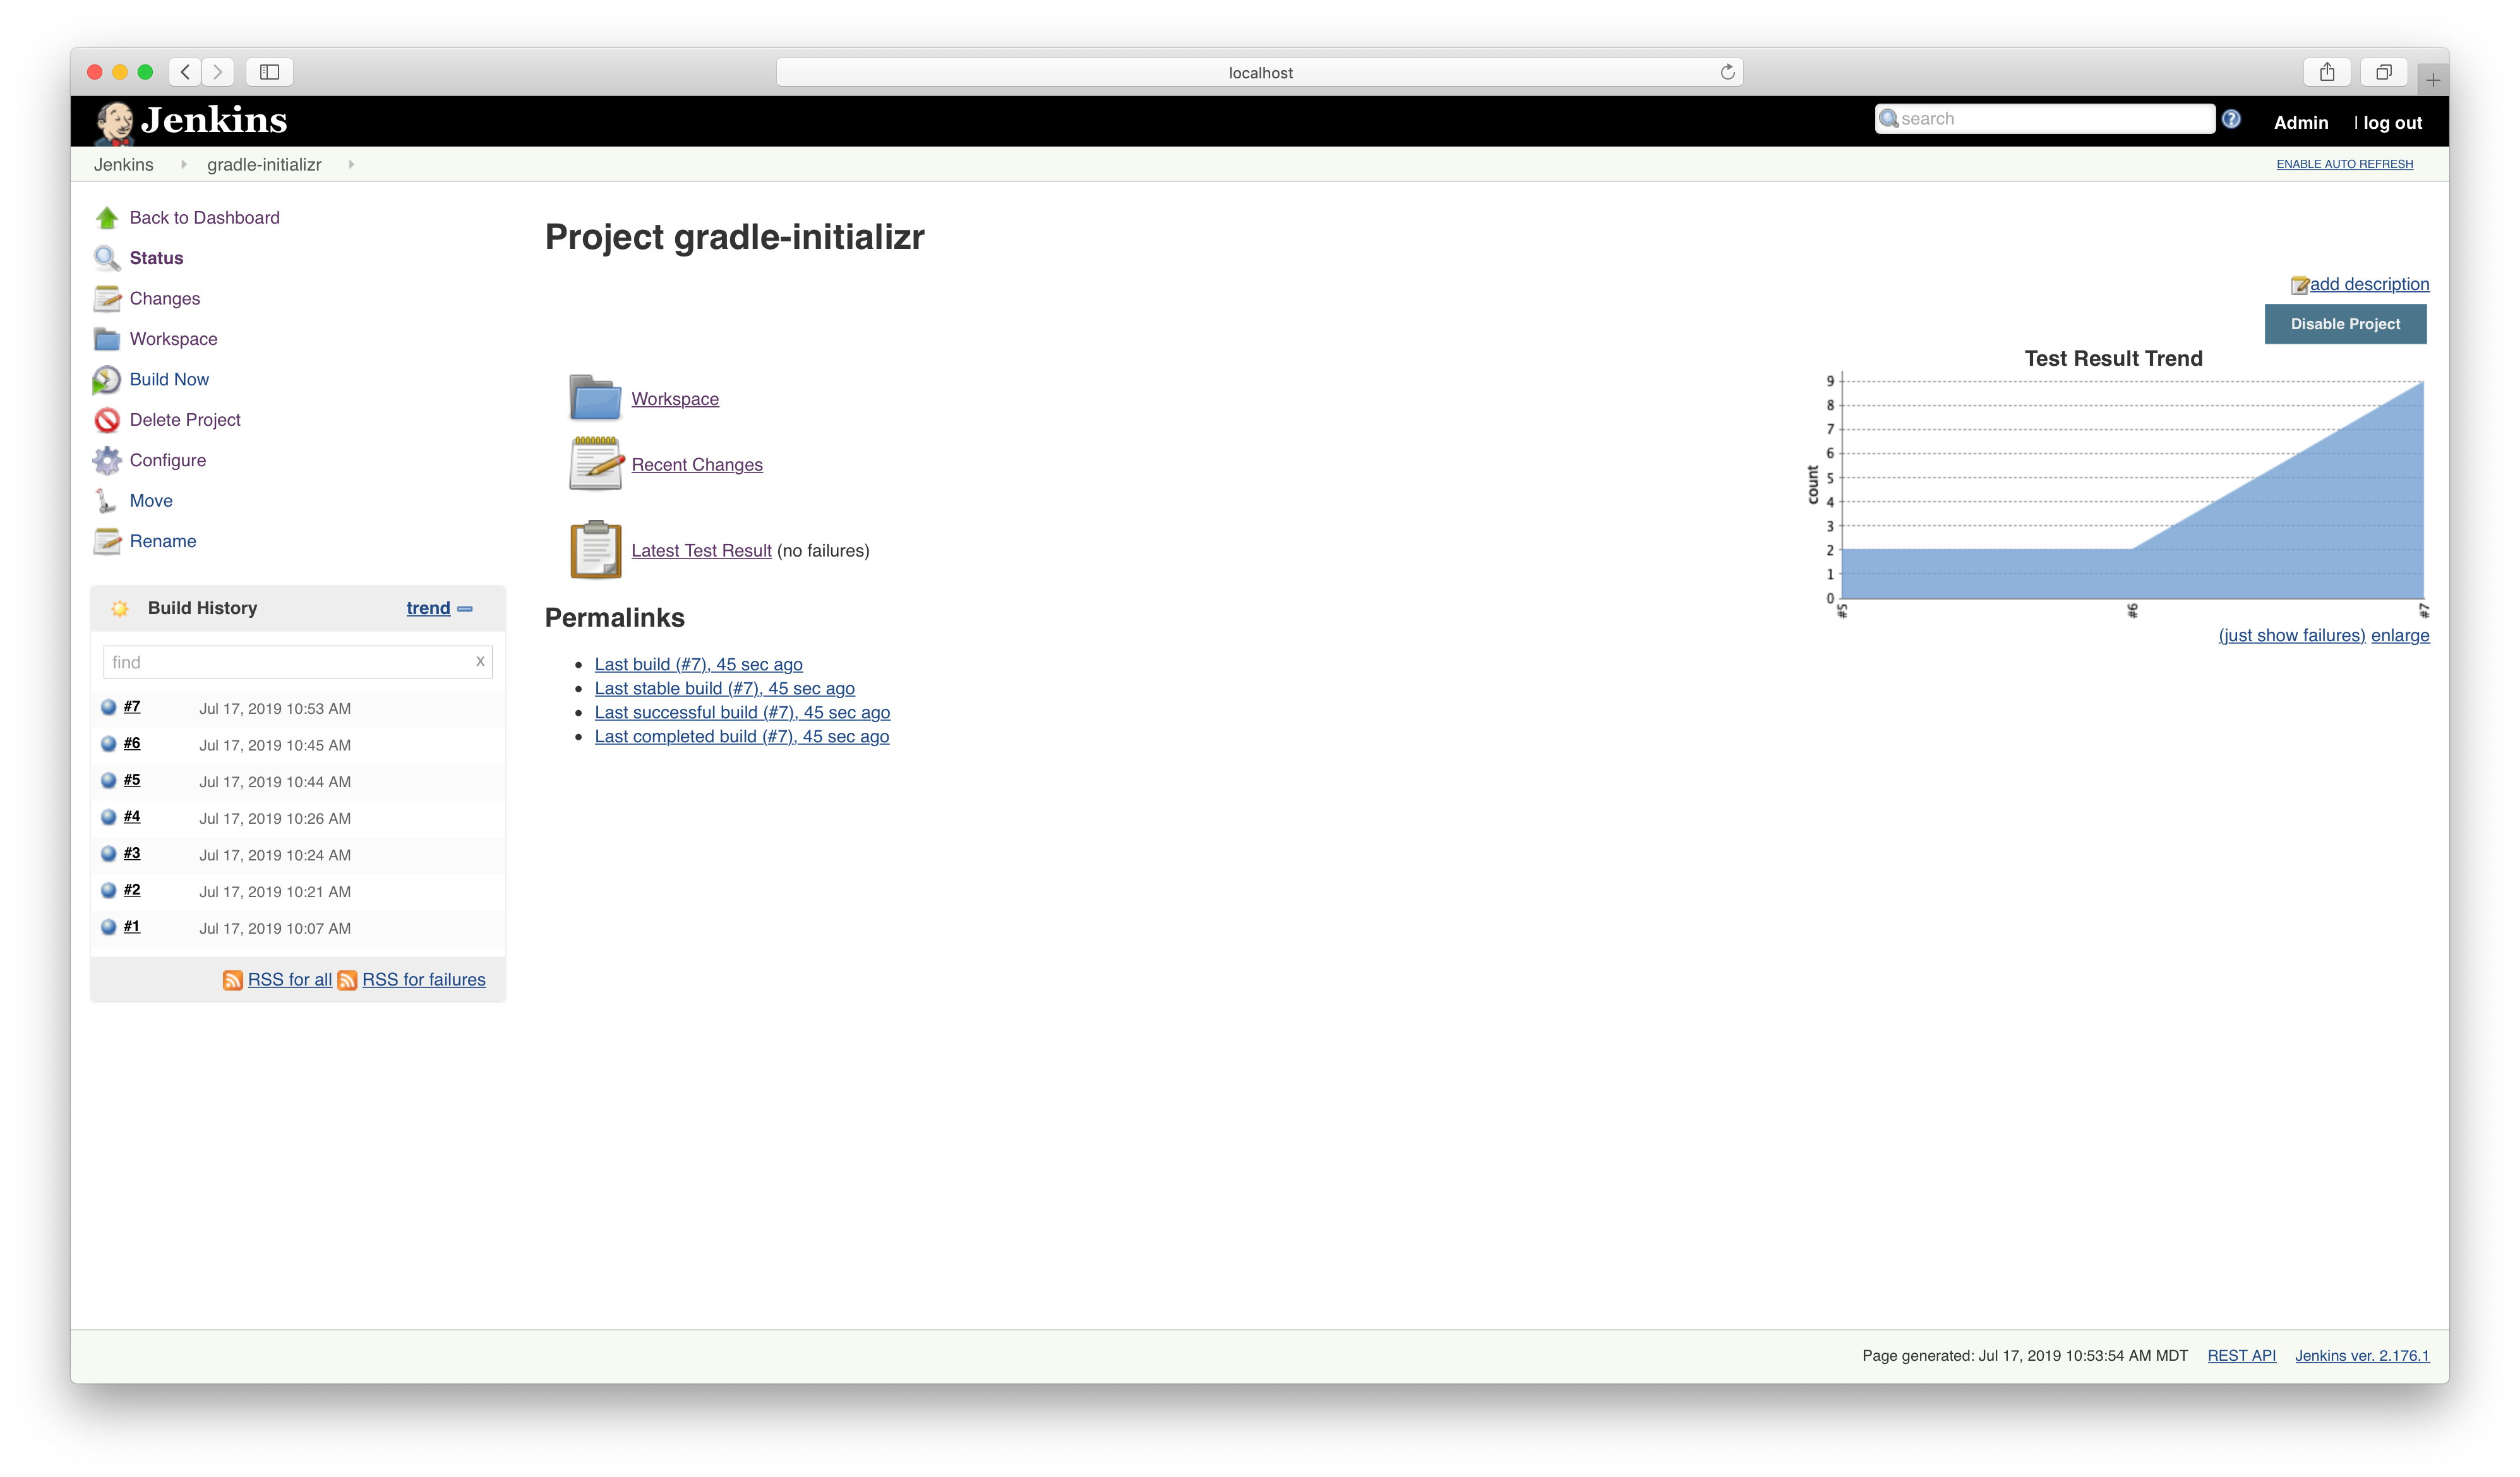 localhost
Jenkins
search
Admin | log out
Jenkins gradle-initializr
ENABLE AUTO REFRESH
Back to Dashboard
Status
Changes
Workspace
Build Now
Delete Project
Configure
Move
Rename
Build History trend
find x
#7 Jul 17, 2019 10:53 AM
#6 Jul 17, 2019 10:45 AM
#5 Jul 17, 2019 10:44 AM
#4 Jul 17, 2019 10:26 AM
#3 Jul 17, 2019 10:24 AM
#2 Jul 17, 2019 10:21 AM
#1 Jul 17, 2019 10:07 AM
RSS for all RSS for failures
Project gradle-initializr
add description
Disable Project
Workspace
Recent Changes
Latest Test Result (no failures)
Permalinks
Last build (#7), 45 sec ago
Last stable build (#7), 45 sec ago
Last successful build (#7), 45 sec ago
Last completed build (#7), 45 sec ago
Test Result Trend
count
9
8
7
6
5
4
3
2
1
0
#5 #6 #7
(just show failures) enlarge
Page generated: Jul 17, 2019 10:53:54 AM MDT REST API Jenkins ver. 2.176.1